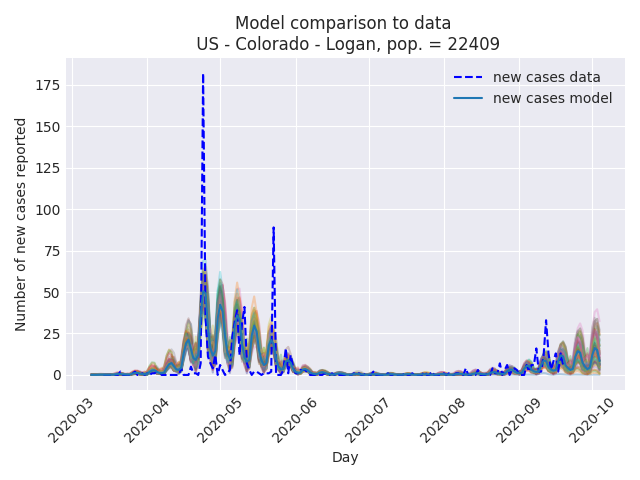 Model comparison to data
US - Colorado - Logan, pop. = 22409
new cases data
new cases model
Number of new cases reported
175
150
125
100
75
50
25
0
2020-03
2020-04
2020-05
2020-06
2020-07
2020-08
2020-09
2020-10
Day